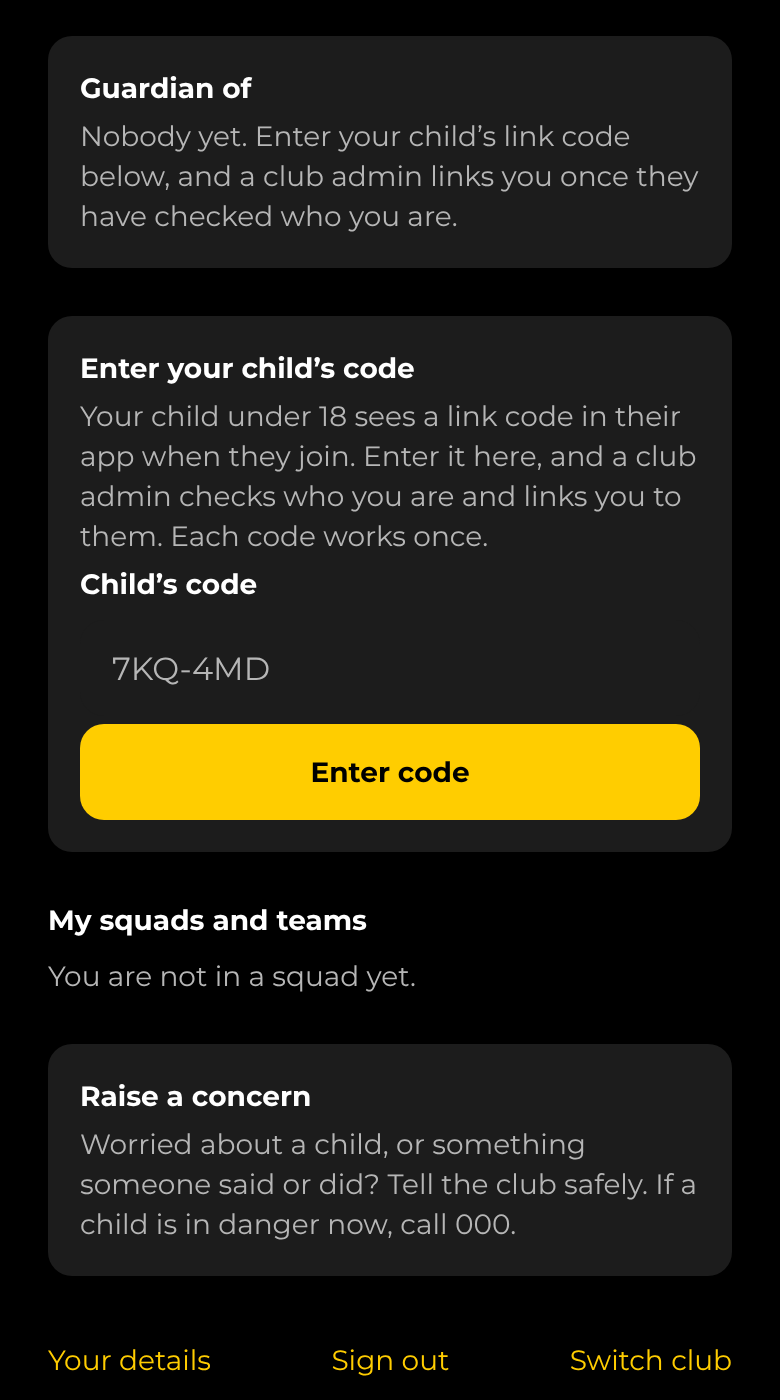 Guardian of
Nobody yet. Enter your child’s link code
below, and a club admin links you once they
have checked who you are.
Enter your child’s code
Your child under 18 sees a link code in their
app when they join. Enter it here, and a club
admin checks who you are and links you to
them. Each code works once.
Child’s code
7KQ-4MD
Enter code
My squads and teams
You are not in a squad yet.
Raise a concern
Worried about a child, or something
someone said or did? Tell the club safely. If a
child is in danger now, call 000.
Your details Sign out Switch club